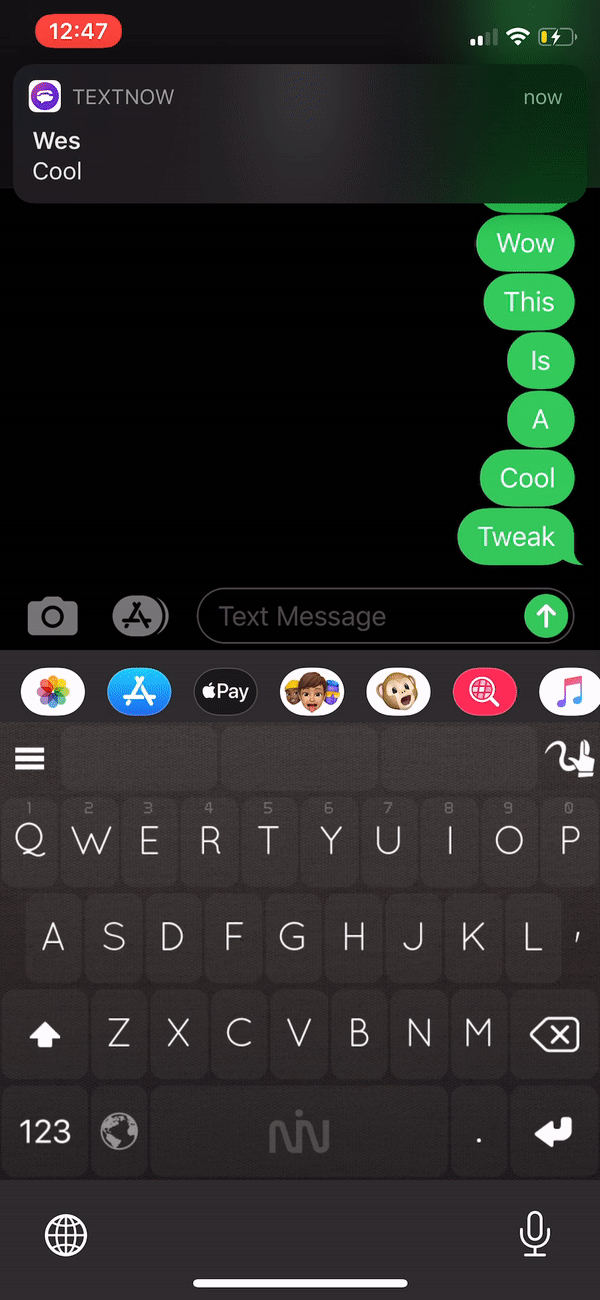 12:47
TEXTNOW
now
Wes
Cool
Wow
This
Is
A
Cool
Tweak
Text Message
Pay
1 2 3 4 5 6 7 8 9 0
Q W E R T Y U I O P
A S D F G H J K L '
Z X C V B N M
123 .